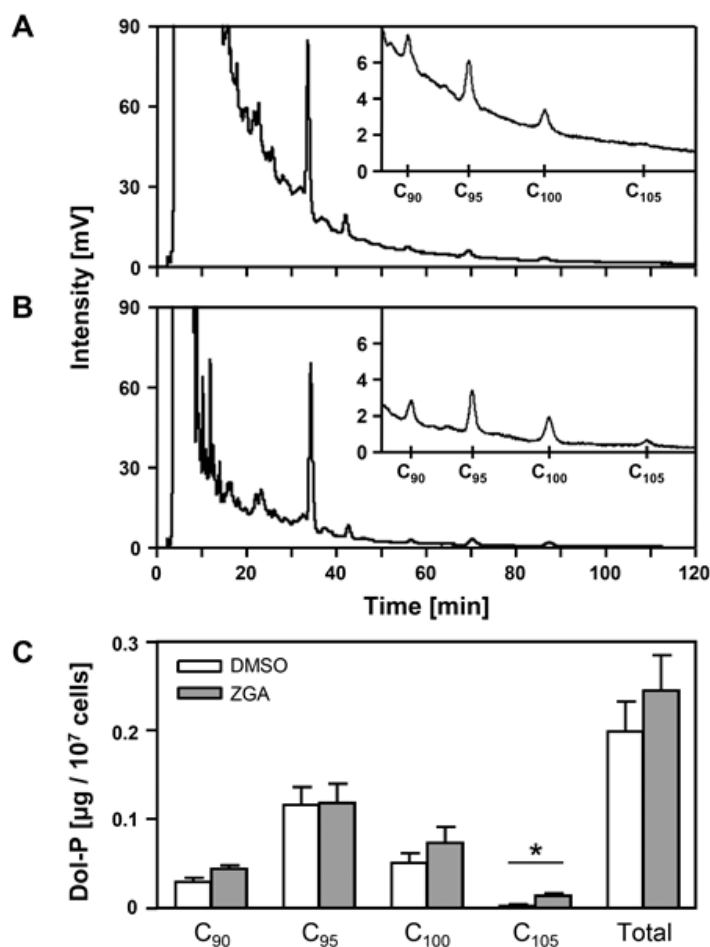 A
90
60
30
0
Intensity [mV]
6
4
2
0
C₉₀ C₉₅ C₁₀₀ C₁₀₅
B
90
60
30
0
6
4
2
0
C₉₀ C₉₅ C₁₀₀ C₁₀₅
0 20 40 60 80 100 120
Time [min]
C
Dol-P [µg / 10⁷ cells]
0.3
0.2
0.1
0
DMSO
ZGA
*
C₉₀ C₉₅ C₁₀₀ C₁₀₅ Total